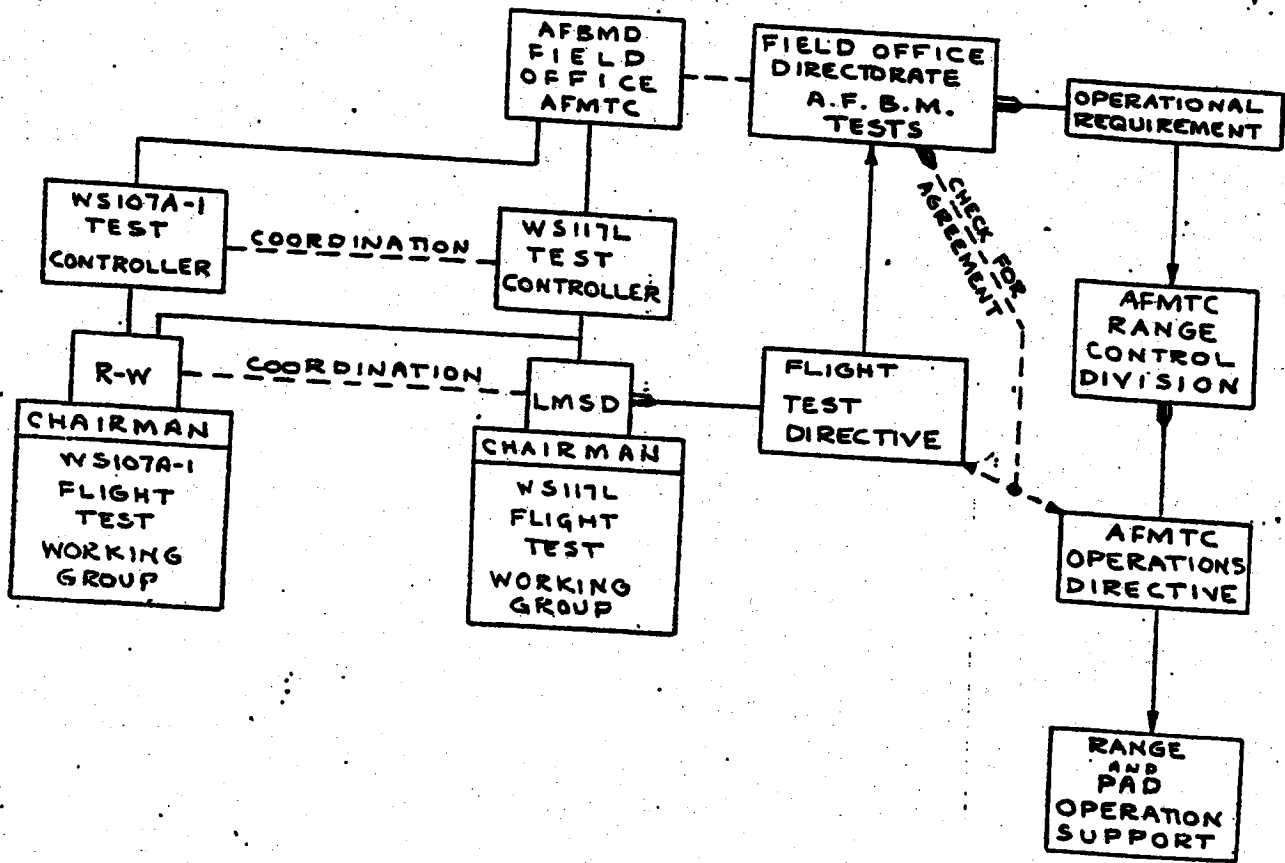 AFBMD
FIELD
OFFICE
AFMTC
FIELD OFFICE
DIRECTORATE
A.F.B.M.
TESTS
OPERATIONAL
REQUIREMENT
WS107A-1
TEST
CONTROLLER
COORDINATION
WS117L
TEST
CONTROLLER
CHECK FOR
AGREEMENT
AFMTC
RANGE
CONTROL
DIVISION
R-W
COORDINATION
LMSD
FLIGHT
TEST
DIRECTIVE
CHAIRMAN
WS107A-1
FLIGHT
TEST
WORKING
GROUP
CHAIRMAN
WS117L
FLIGHT
TEST
WORKING
GROUP
AFMTC
OPERATIONS
DIRECTIVE
RANGE
AND
PAD
OPERATION
SUPPORT